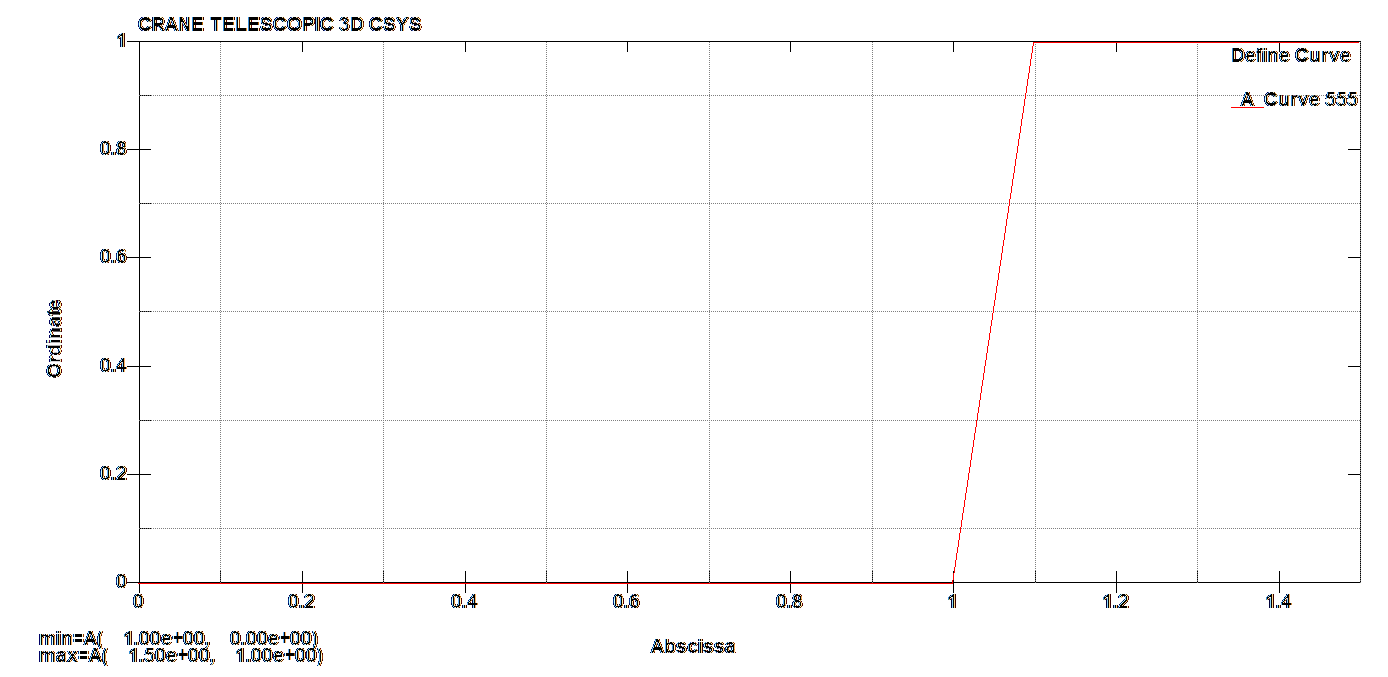 CRANE TELESCOPIC 3D CSYS
1
Define Curve
_A_Curve 555
0.8
0.6
Ordinate
0.4
0.2
0
0 0.2 0.4 0.6 0.8 1 1.2 1.4
min=A( 1.00e+00, 0.00e+00)
Abscissa
max=A( 1.50e+00, 1.00e+00)